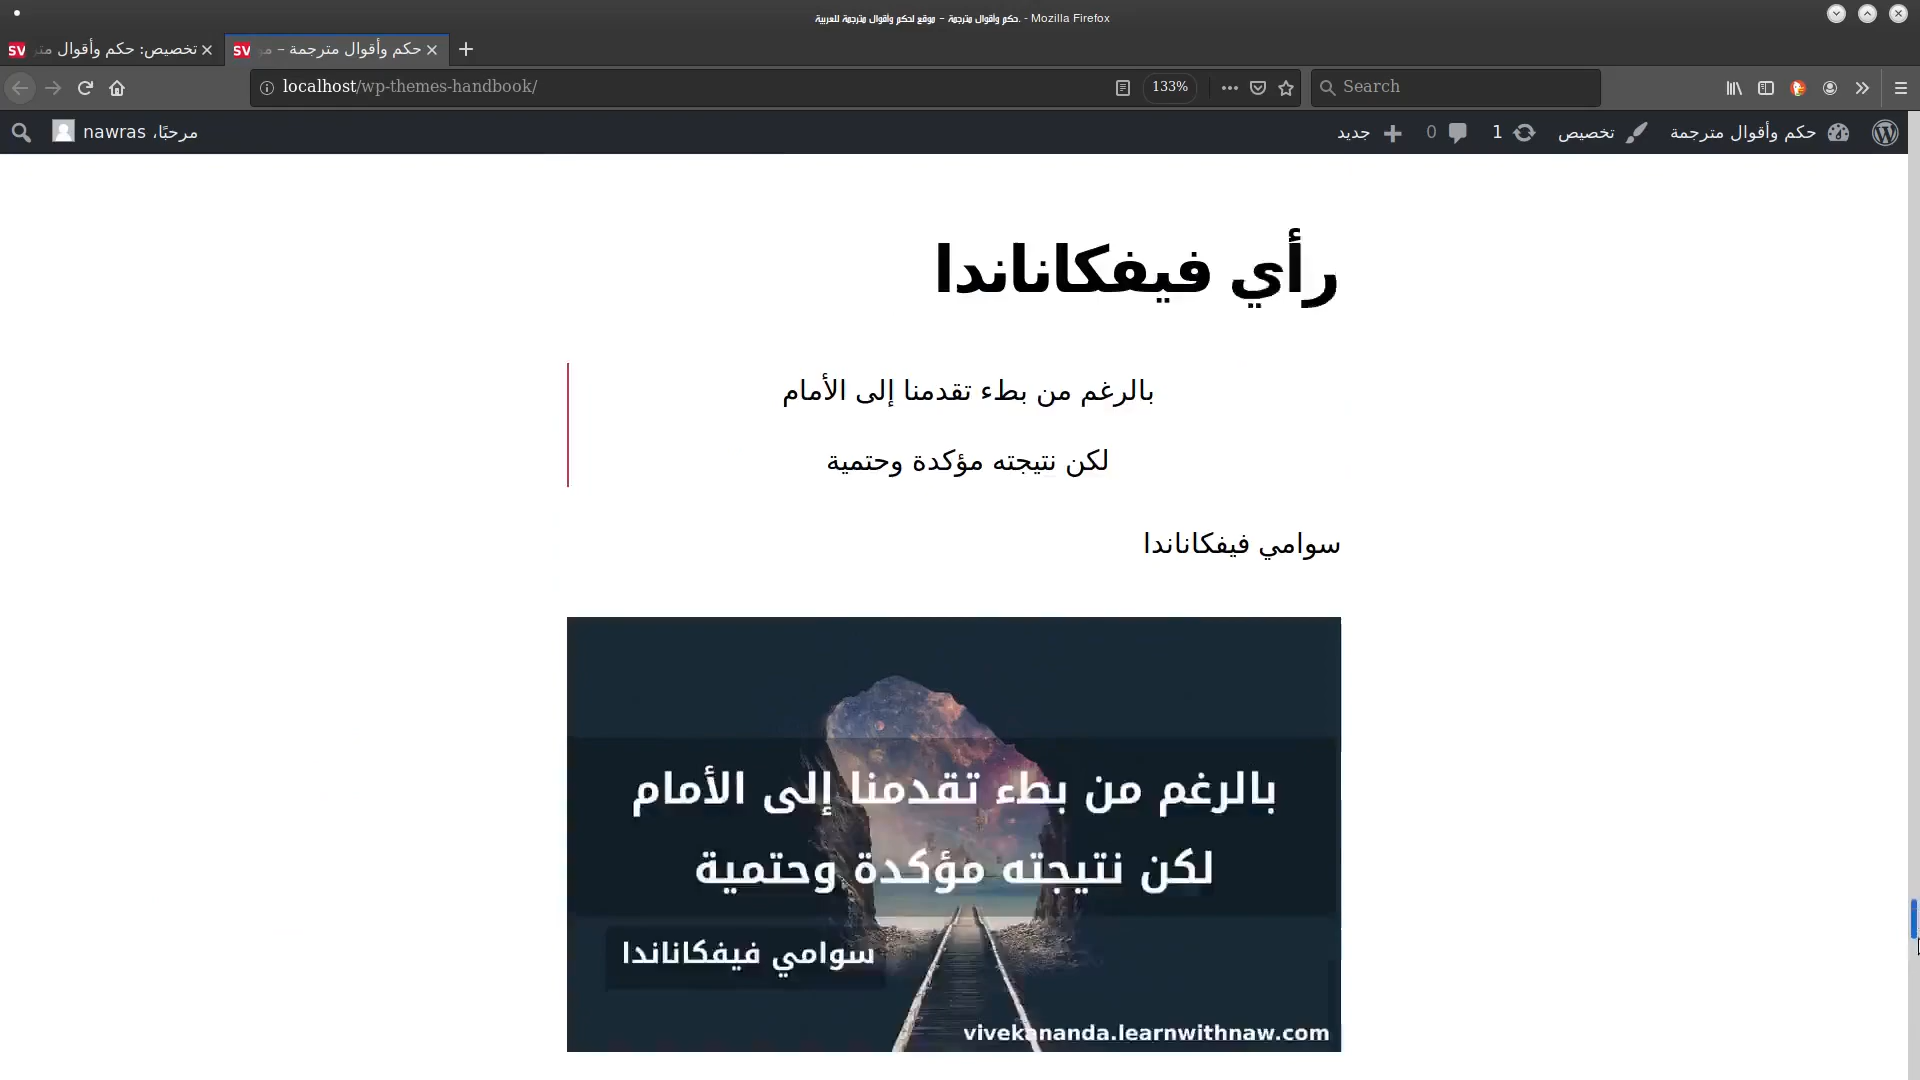 حكم وأقوال مترجمة – موقع لحكم وأقوال مترجمة للعربية. - Mozilla Firefox
تخصيص: حكم وأقوال متر
حكم وأقوال مترجمة – مو
localhost/wp-themes-handbook/
133%
Search
حكم وأقوال مترجمة
تخصيص
1
0
جديد
مرحبًا، nawras
رأي فيفكاناندا
بالرغم من بطء تقدمنا إلى الأمام
لكن نتيجته مؤكدة وحتمية
سوامي فيفكاناندا
بالرغم من بطء تقدمنا إلى الأمام
لكن نتيجته مؤكدة وحتمية
سوامي فيفكاناندا
vivekananda.learnwithnaw.com